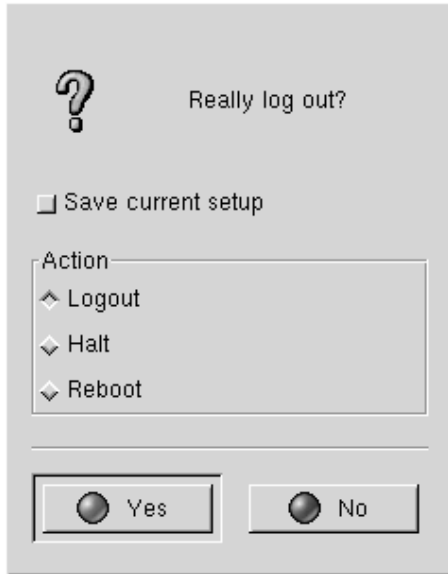 Really log out?
Save current setup
Action
Logout
Halt
Reboot
Yes No